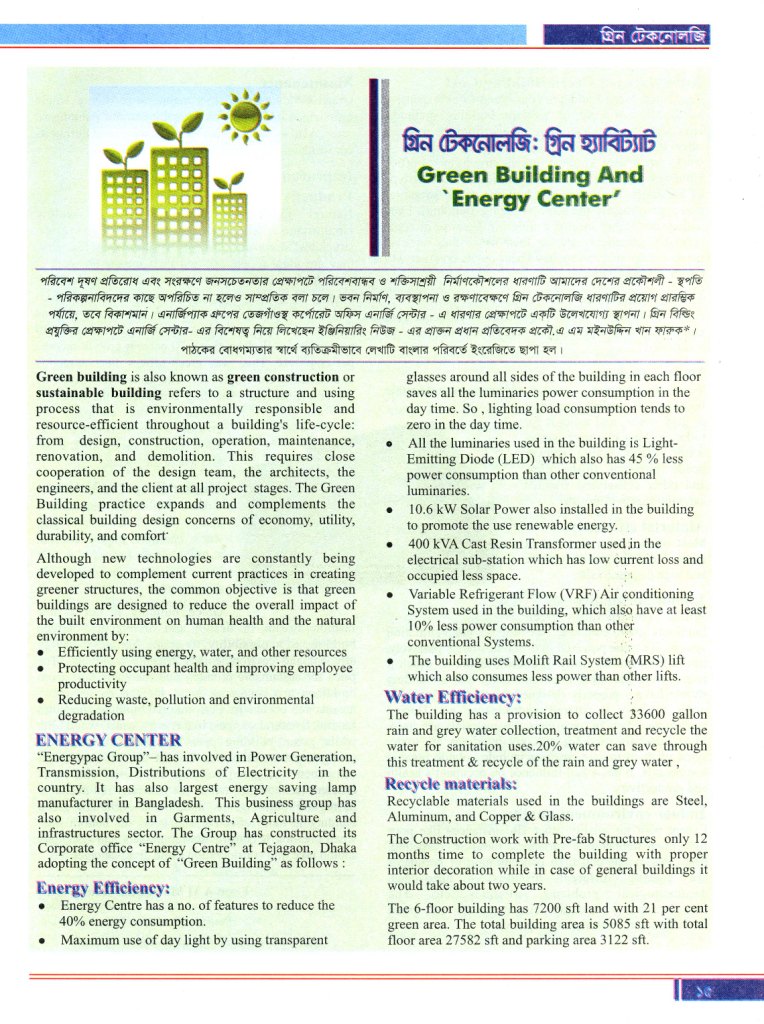 গ্রিন টেকনোলজি
গ্রিন টেকনোলজি: গ্রিন হ্যাবিট্যাট
Green Building And
`Energy Center’
পরিবেশ দূষণ প্রতিরোধ এবং সংরক্ষণে জনসচেতনতার প্রেক্ষাপটে পরিবেশবান্ধব ও শক্তিসাশ্রয়ী নির্মাণকৌশলের ধারণাটি আমাদের দেশের প্রকৌশলী - স্থপতি
- পরিকল্পনাবিদদের কাছে অপরিচিত না হলেও সাম্প্রতিক বলা চলে। ভবন নির্মাণ, ব্যবস্থাপনা ও রক্ষণাবেক্ষণে গ্রিন টেকনোলজি ধারণাটির প্রয়োগ প্রারম্ভিক
পর্যায়ে, তবে বিকাশমান। এনার্জিপ্যাক গ্রুপের তেজগাঁওস্থ কর্পোরেট অফিস এনার্জি সেন্টার - এ ধারণার প্রেক্ষাপটে একটি উলেখযোগ্য স্থাপনা। গ্রিন বিল্ডিং
প্রযুক্তির প্রেক্ষাপটে এনার্জি সেন্টার- এর বিশেষত্ব নিয়ে লিখেছেন ইঞ্জিনিয়ারিং নিউজ - এর প্রাক্তন প্রধান প্রতিবেদক প্রকৌ.এ এম মইনউদ্দিন খান ফারুক*।
পাঠকের বোধগম্যতার স্বার্থে ব্যতিক্রমীভাবে লেখাটি বাংলার পরিবর্তে ইংরেজিতে ছাপা হল।
Green building is also known as green construction or
sustainable building refers to a structure and using
process that is environmentally responsible and
resource-efficient throughout a building's life-cycle:
from design, construction, operation, maintenance,
renovation, and demolition. This requires close
cooperation of the design team, the architects, the
engineers, and the client at all project stages. The Green
Building practice expands and complements the
classical building design concerns of economy, utility,
durability, and comfort
Although new technologies are constantly being
developed to complement current practices in creating
greener structures, the common objective is that green
buildings are designed to reduce the overall impact of
the built environment on human health and the natural
environment by:
● Efficiently using energy, water, and other resources
● Protecting occupant health and improving employee
productivity
● Reducing waste, pollution and environmental
degradation
ENERGY CENTER
“Energypac Group”– has involved in Power Generation,
Transmission, Distributions of Electricity in the
country. It has also largest energy saving lamp
manufacturer in Bangladesh. This business group has
also involved in Garments, Agriculture and
infrastructures sector. The Group has constructed its
Corporate office “Energy Centre” at Tejagaon, Dhaka
adopting the concept of “Green Building” as follows :
Energy Efficiency:
● Energy Centre has a no. of features to reduce the
40% energy consumption.
● Maximum use of day light by using transparent
glasses around all sides of the building in each floor
saves all the luminaries power consumption in the
day time. So , lighting load consumption tends to
zero in the day time.
● All the luminaries used in the building is Light-
Emitting Diode (LED) which also has 45 % less
power consumption than other conventional
luminaries.
● 10.6 kW Solar Power also installed in the building
to promote the use renewable energy.
● 400 kVA Cast Resin Transformer used in the
electrical sub-station which has low current loss and
occupied less space.
● Variable Refrigerant Flow (VRF) Air conditioning
System used in the building, which also have at least
10% less power consumption than other
conventional Systems.
● The building uses Molift Rail System (MRS) lift
which also consumes less power than other lifts.
Water Efficiency:
The building has a provision to collect 33600 gallon
rain and grey water collection, treatment and recycle the
water for sanitation uses.20% water can save through
this treatment & recycle of the rain and grey water ,
Recycle materials:
Recyclable materials used in the buildings are Steel,
Aluminum, and Copper & Glass.
The Construction work with Pre-fab Structures only 12
months time to complete the building with proper
interior decoration while in case of general buildings it
would take about two years.
The 6-floor building has 7200 sft land with 21 per cent
green area. The total building area is 5085 sft with total
floor area 27582 sft and parking area 3122 sft.
১৫